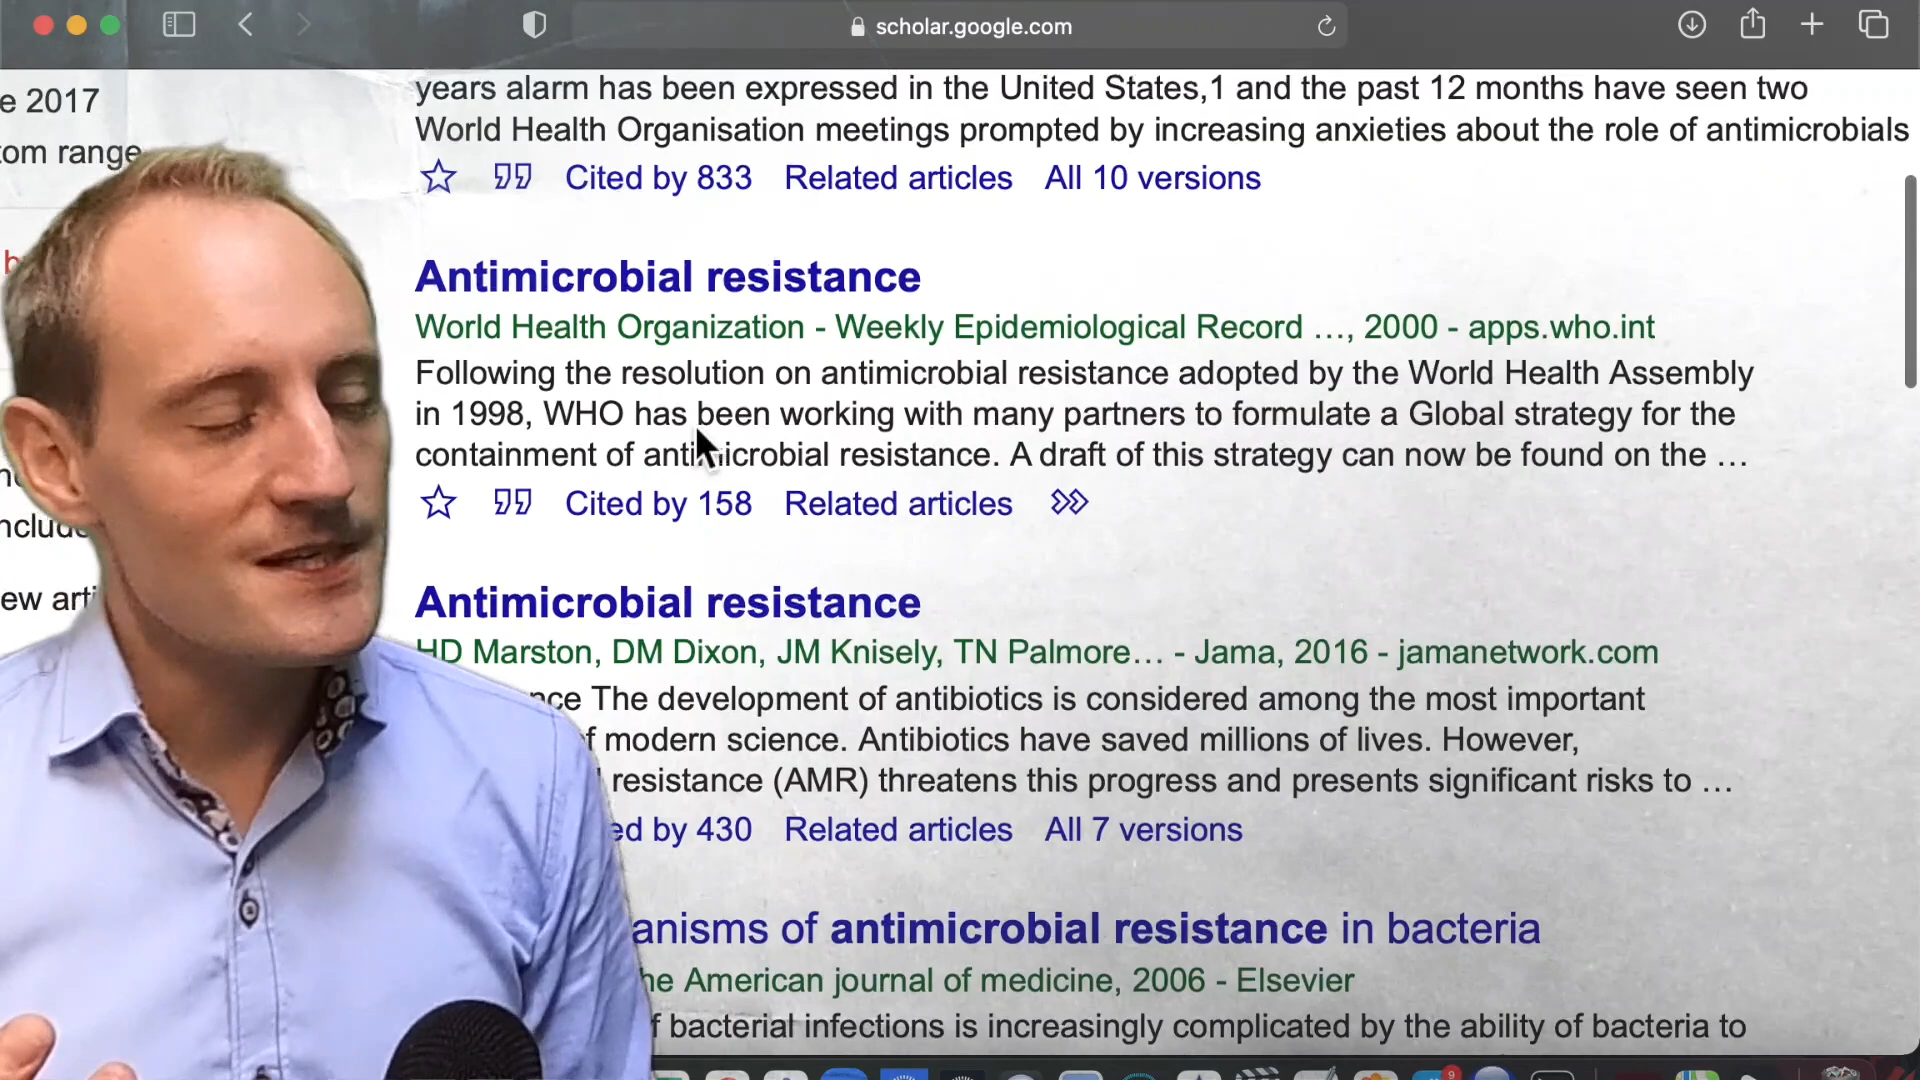 scholar.google.com
e 2017
years alarm has been expressed in the United States,1 and the past 12 months have seen two
tom range
World Health Organisation meetings prompted by increasing anxieties about the role of antimicrobials
Cited by 833 Related articles All 10 versions
Antimicrobial resistance
World Health Organization - Weekly Epidemiological Record …, 2000 - apps.who.int
Following the resolution on antimicrobial resistance adopted by the World Health Assembly
in 1998, WHO has been working with many partners to formulate a Global strategy for the
containment of antimicrobial resistance. A draft of this strategy can now be found on the …
Cited by 158 Related articles
nclude
Antimicrobial resistance
ew arti
HD Marston, DM Dixon, JM Knisely, TN Palmore… - Jama, 2016 - jamanetwork.com
nce The development of antibiotics is considered among the most important
f modern science. Antibiotics have saved millions of lives. However,
resistance (AMR) threatens this progress and presents significant risks to …
ed by 430 Related articles All 7 versions
anisms of antimicrobial resistance in bacteria
he American journal of medicine, 2006 - Elsevier
f bacterial infections is increasingly complicated by the ability of bacteria to
9